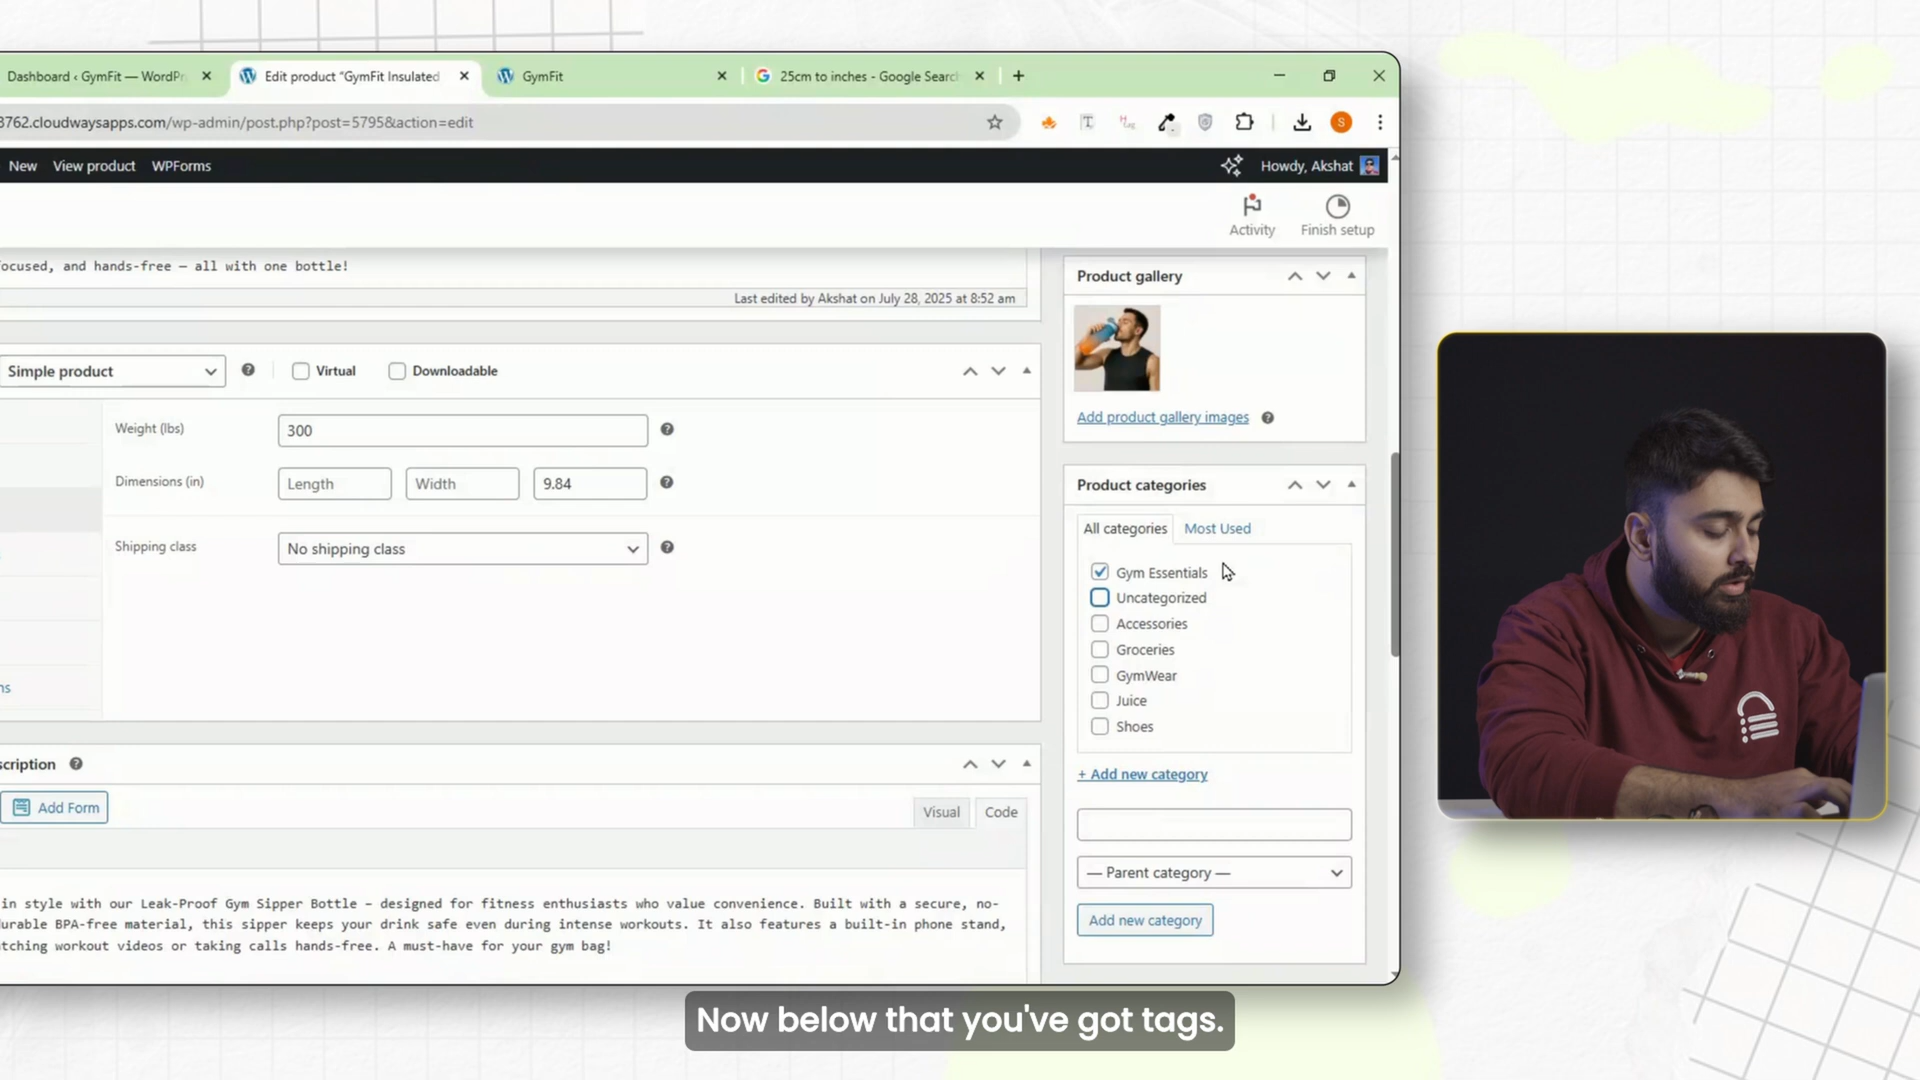 Dashboard ‹ GymFit — WordPr
Edit product "GymFit Insulated
GymFit
25cm to inches - Google Searc
3762.cloudwaysapps.com/wp-admin/post.php?post=5795&action=edit
S
New
View product
WPForms
Howdy, Akshat
Activity
Finish setup
ocused, and hands-free — all with one bottle!
Last edited by Akshat on July 28, 2025 at 8:52 am
Product gallery
Add product gallery images
Simple product
Virtual
Downloadable
Weight (lbs)
300
Dimensions (in)
Length
Width
9.84
Shipping class
No shipping class
ns
Product categories
All categories
Most Used
Gym Essentials
Uncategorized
Accessories
Groceries
GymWear
Juice
Shoes
+ Add new category
— Parent category —
Add new category
scription
Add Form
Visual
Code
in style with our Leak-Proof Gym Sipper Bottle – designed for fitness enthusiasts who value convenience. Built with a secure, no-
urable BPA-free material, this sipper keeps your drink safe even during intense workouts. It also features a built-in phone stand,
tching workout videos or taking calls hands-free. A must-have for your gym bag!
Now below that you've got tags.